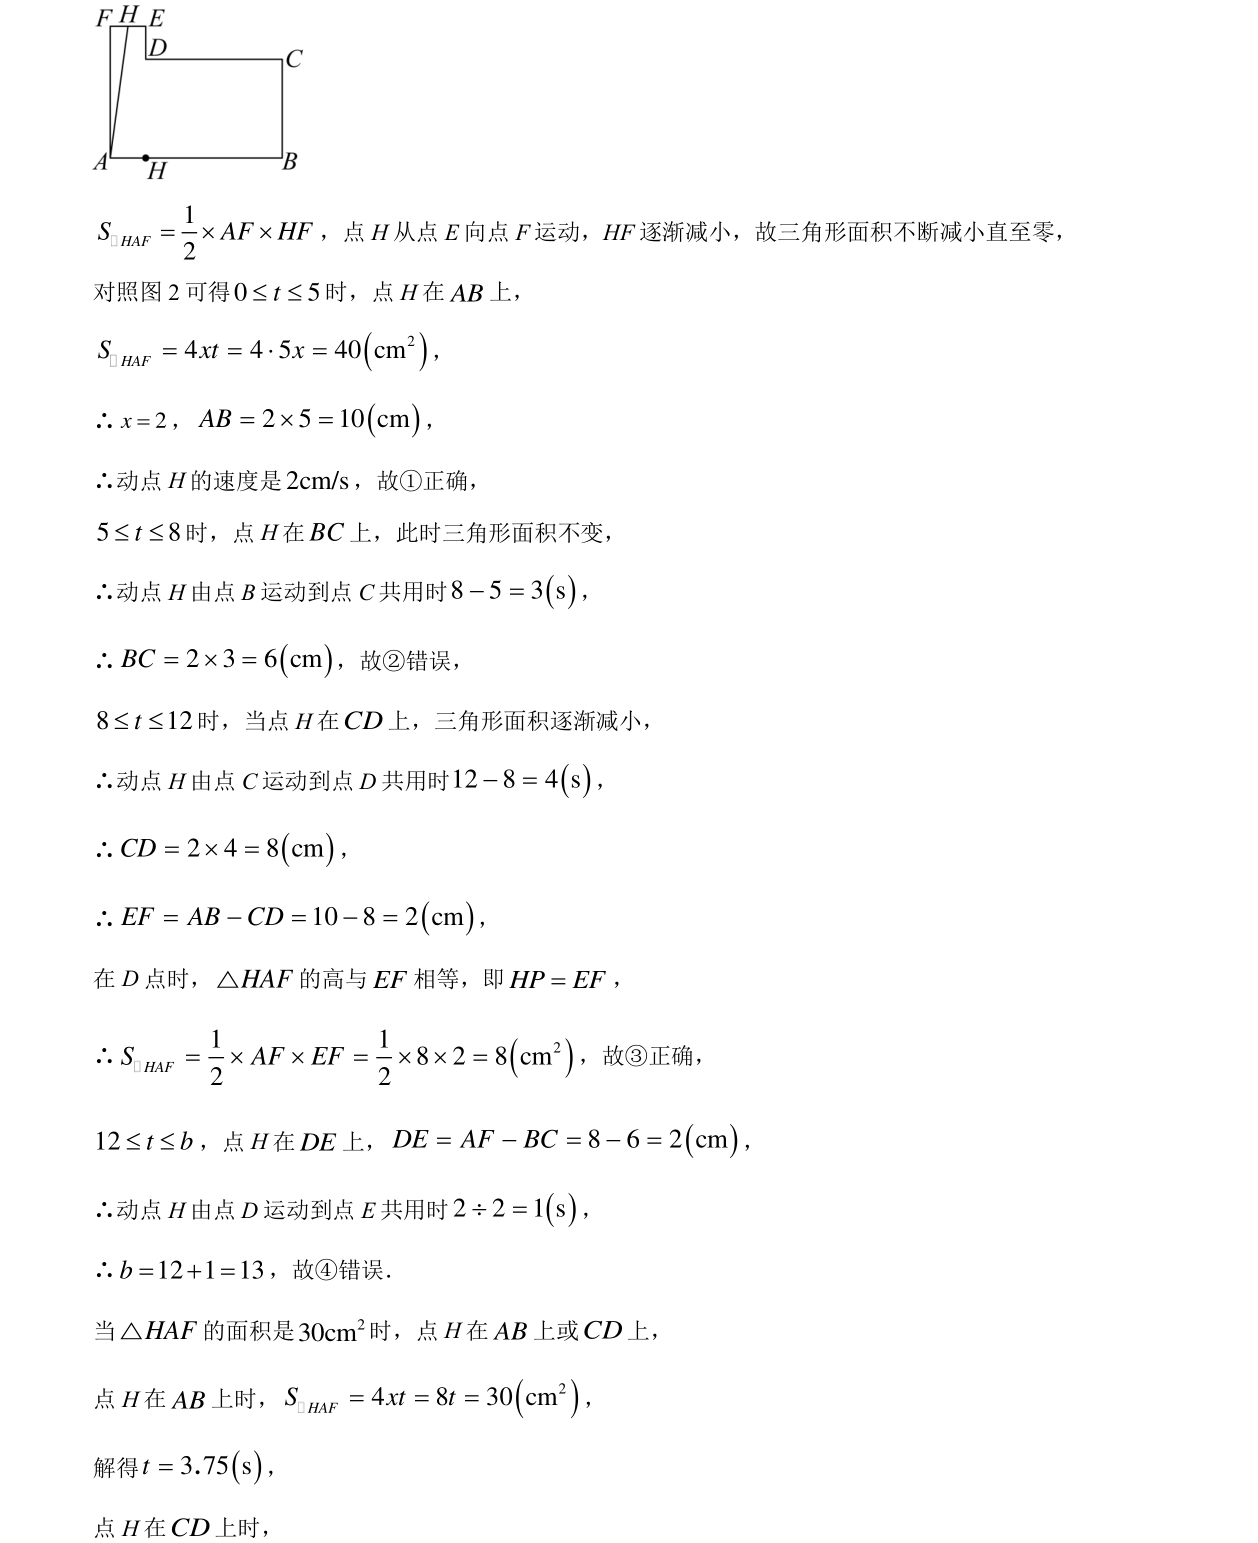 F H E
D
C
A
H
B
S□HAF = 1/2 × AF × HF，点 H 从点 E 向点 F 运动，HF 逐渐减小，故三角形面积不断减小直至零，
对照图 2 可得 0 ≤ t ≤ 5 时，点 H 在 AB 上，
S□HAF = 4xt = 4·5x = 40(cm²)，
∴ x = 2，AB = 2×5 = 10(cm)，
∴动点 H 的速度是 2cm/s，故①正确，
5 ≤ t ≤ 8 时，点 H 在 BC 上，此时三角形面积不变，
∴动点 H 由点 B 运动到点 C 共用时 8 − 5 = 3(s)，
∴ BC = 2×3 = 6(cm)，故②错误，
8 ≤ t ≤ 12 时，当点 H 在 CD 上，三角形面积逐渐减小，
∴动点 H 由点 C 运动到点 D 共用时 12 − 8 = 4(s)，
∴ CD = 2×4 = 8(cm)，
∴ EF = AB − CD = 10 − 8 = 2(cm)，
在 D 点时，△HAF 的高与 EF 相等，即 HP = EF，
∴ S□HAF = 1/2 × AF × EF = 1/2 × 8 × 2 = 8(cm²)，故③正确，
12 ≤ t ≤ b，点 H 在 DE 上，DE = AF − BC = 8 − 6 = 2(cm)，
∴动点 H 由点 D 运动到点 E 共用时 2 ÷ 2 = 1(s)，
∴ b = 12 + 1 = 13，故④错误．
当 △HAF 的面积是 30cm² 时，点 H 在 AB 上或 CD 上，
点 H 在 AB 上时，S□HAF = 4xt = 8t = 30(cm²)，
解得 t = 3.75(s)，
点 H 在 CD 上时，